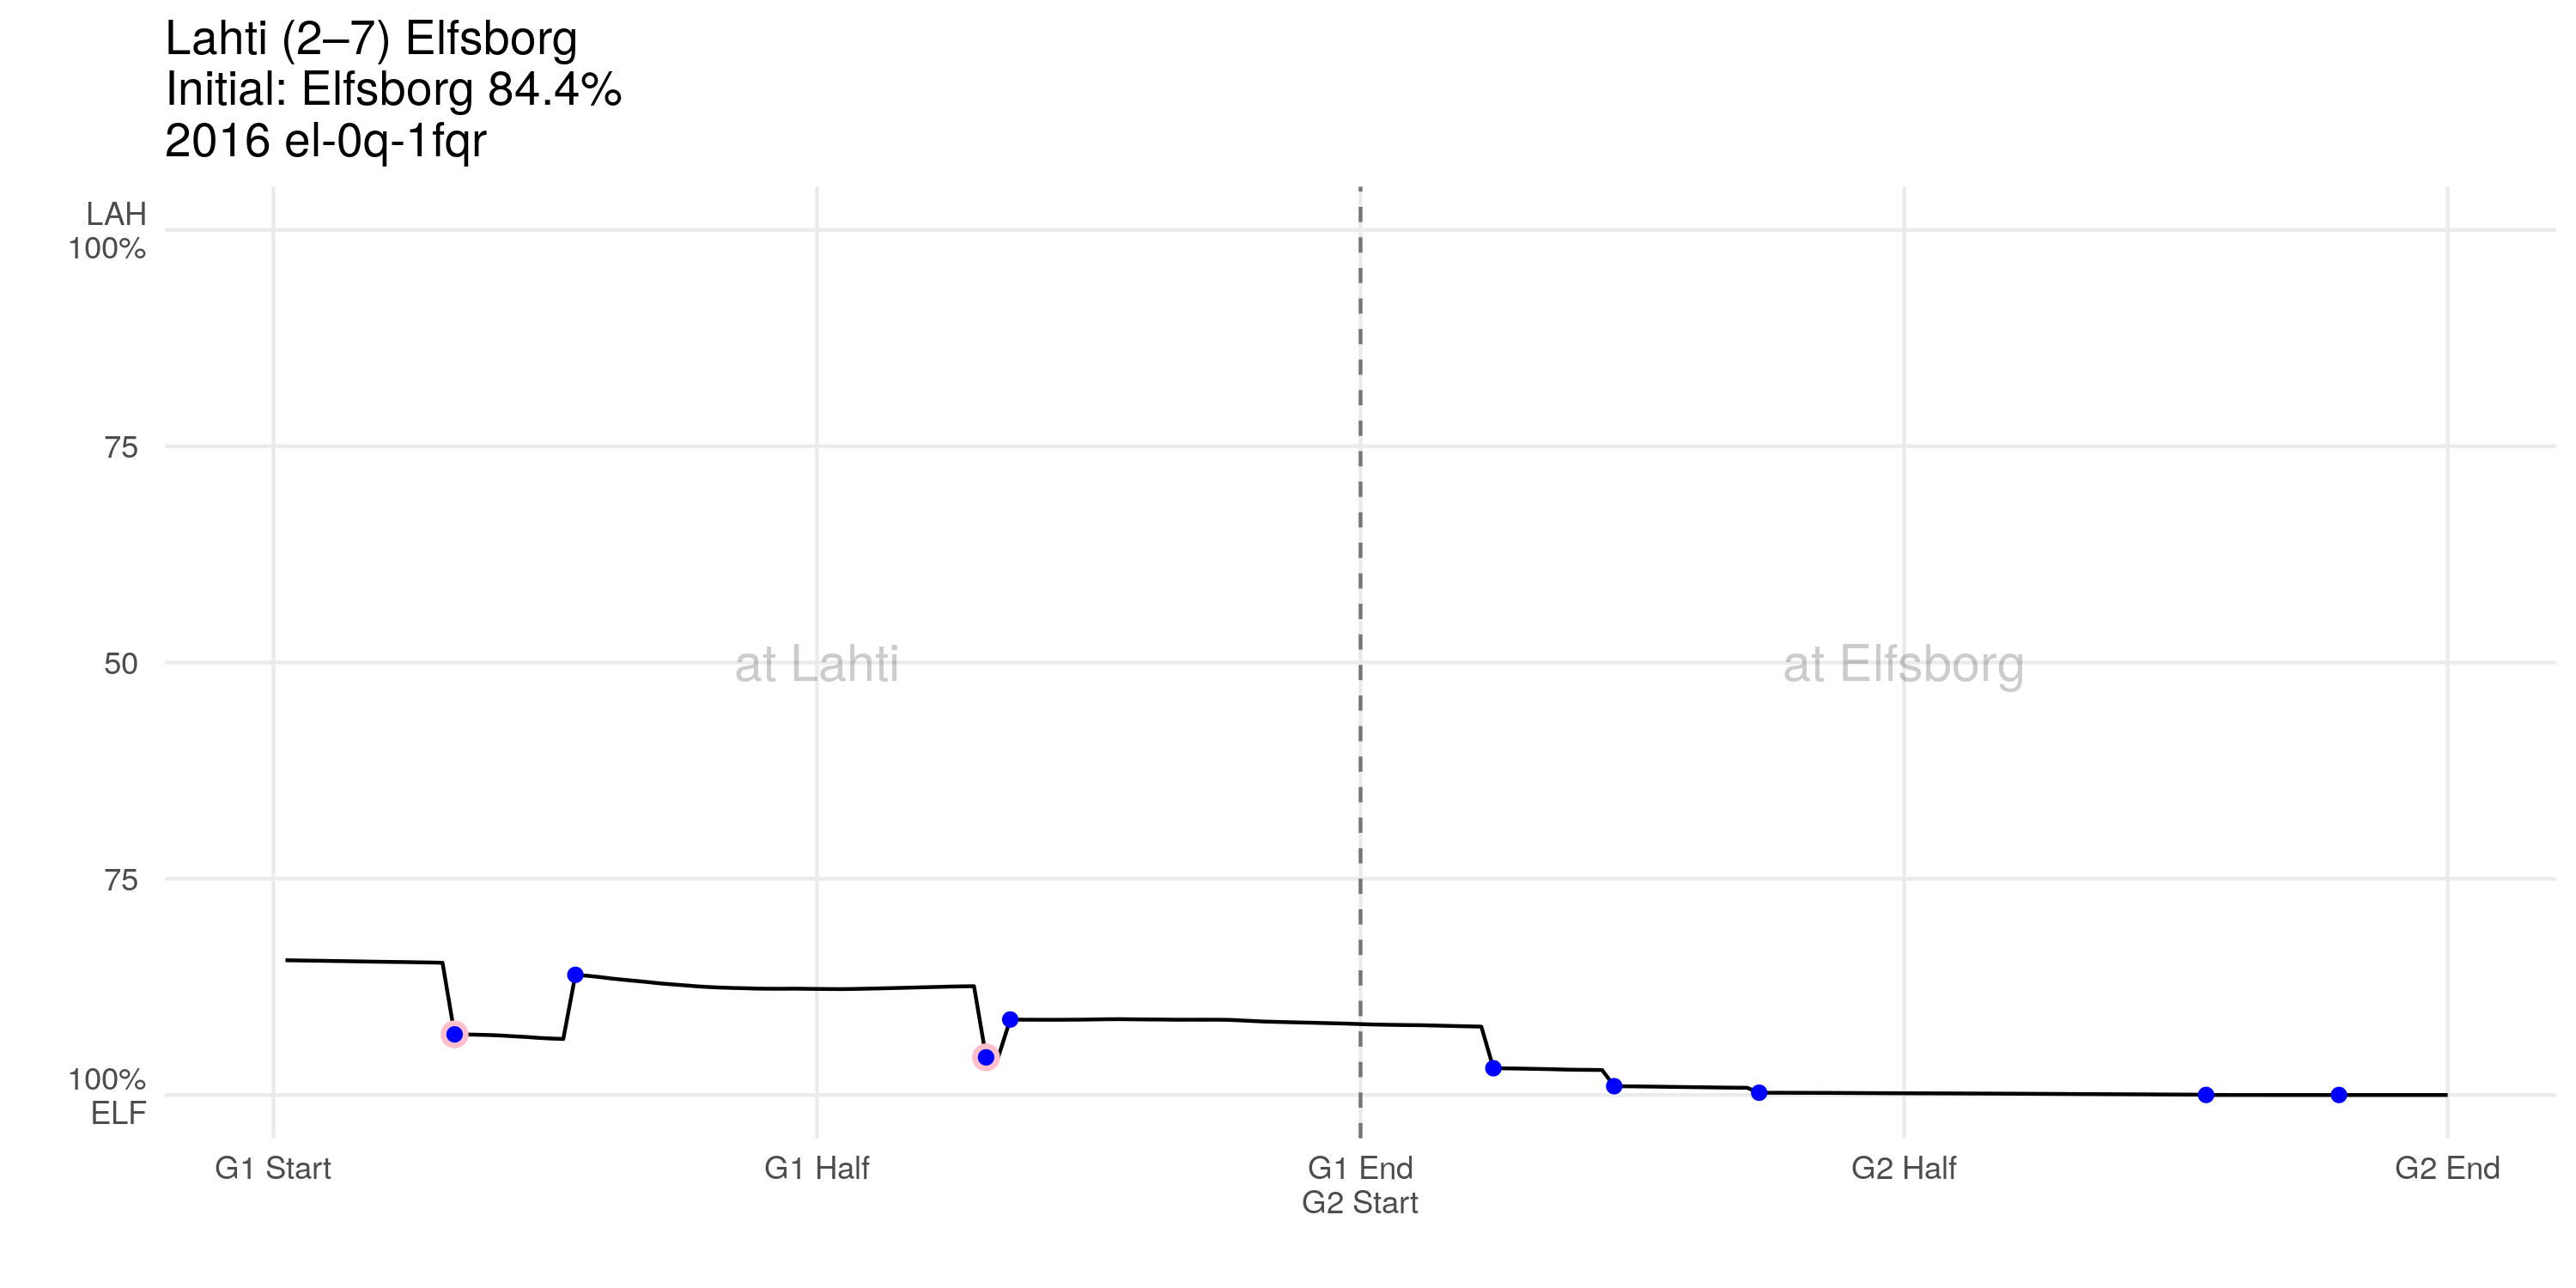 Lahti (2–7) Elfsborg
Initial: Elfsborg 84.4%
2016 el-0q-1fqr
LAH
100%
75
50
75
100%
ELF
at Lahti
at Elfsborg
G1 Start
G1 Half
G1 End
G2 Start
G2 Half
G2 End